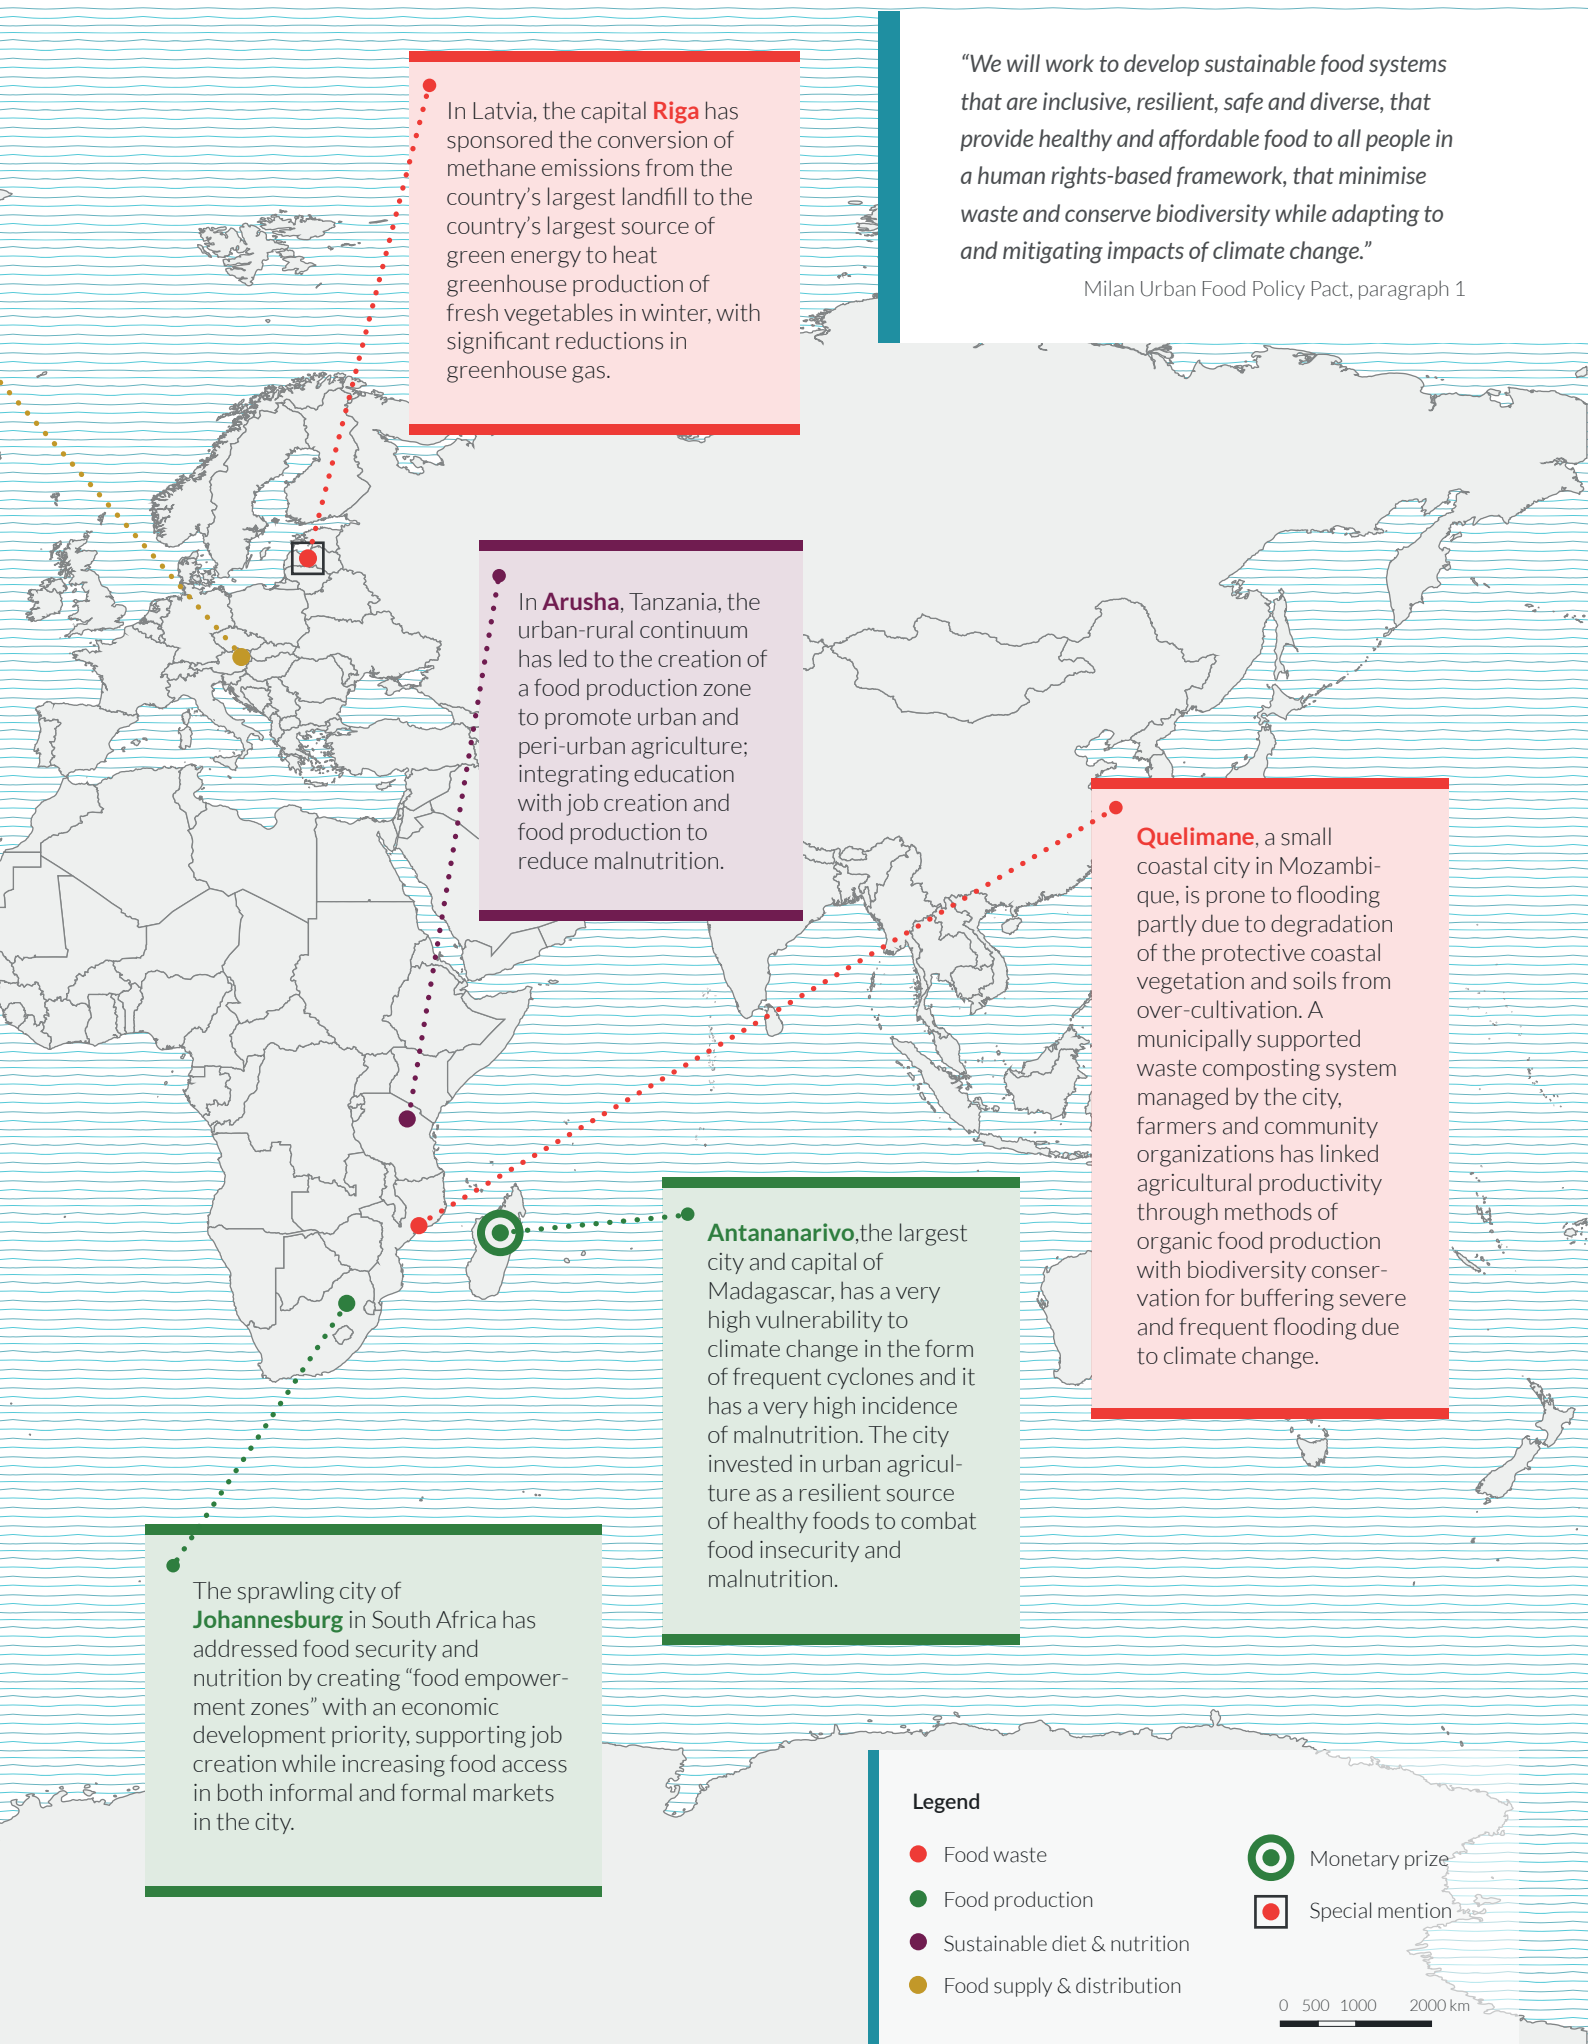 “We will work to develop sustainable food systems
that are inclusive, resilient, safe and diverse, that
provide healthy and affordable food to all people in
a human rights-based framework, that minimise
waste and conserve biodiversity while adapting to
and mitigating impacts of climate change.”
Milan Urban Food Policy Pact, paragraph 1
In Latvia, the capital Riga has
sponsored the conversion of
methane emissions from the
country’s largest landfill to the
country’s largest source of
green energy to heat
greenhouse production of
fresh vegetables in winter, with
significant reductions in
greenhouse gas.
In Arusha, Tanzania, the
urban-rural continuum
has led to the creation of
a food production zone
to promote urban and
peri-urban agriculture;
integrating education
with job creation and
food production to
reduce malnutrition.
Quelimane, a small
coastal city in Mozambi-
que, is prone to flooding
partly due to degradation
of the protective coastal
vegetation and soils from
over-cultivation. A
municipally supported
waste composting system
managed by the city,
farmers and community
organizations has linked
agricultural productivity
through methods of
organic food production
with biodiversity conser-
vation for buffering severe
and frequent flooding due
to climate change.
Antananarivo,the largest
city and capital of
Madagascar, has a very
high vulnerability to
climate change in the form
of frequent cyclones and it
has a very high incidence
of malnutrition. The city
invested in urban agricul-
ture as a resilient source
of healthy foods to combat
food insecurity and
malnutrition.
The sprawling city of
Johannesburg in South Africa has
addressed food security and
nutrition by creating “food empower-
ment zones” with an economic
development priority, supporting job
creation while increasing food access
in both informal and formal markets
in the city.
Legend
Food waste
Food production
Sustainable diet & nutrition
Food supply & distribution
Monetary prize
Special mention
0 500 1000 2000 km